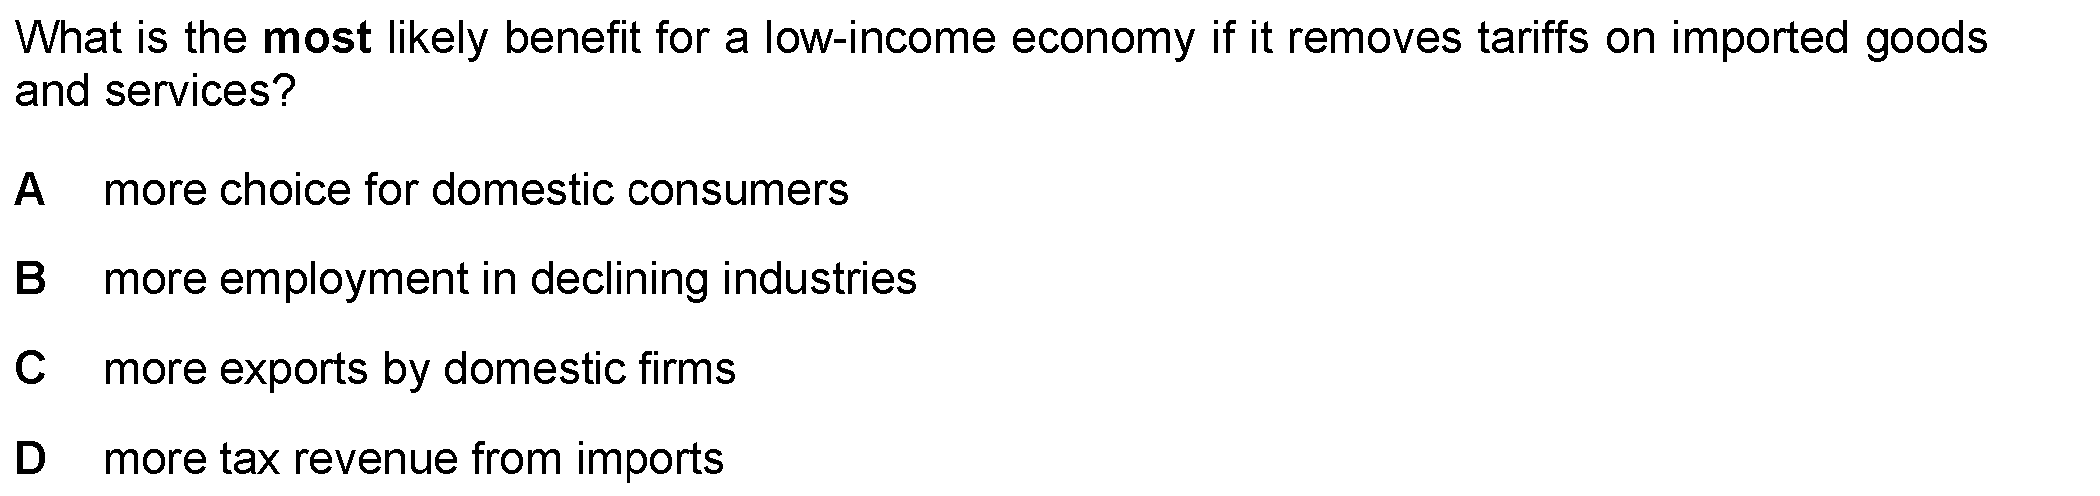 What is the most likely benefit for a low-income economy if it removes tariffs on imported goods
and services?
A more choice for domestic consumers
B more employment in declining industries
C more exports by domestic firms
D more tax revenue from imports